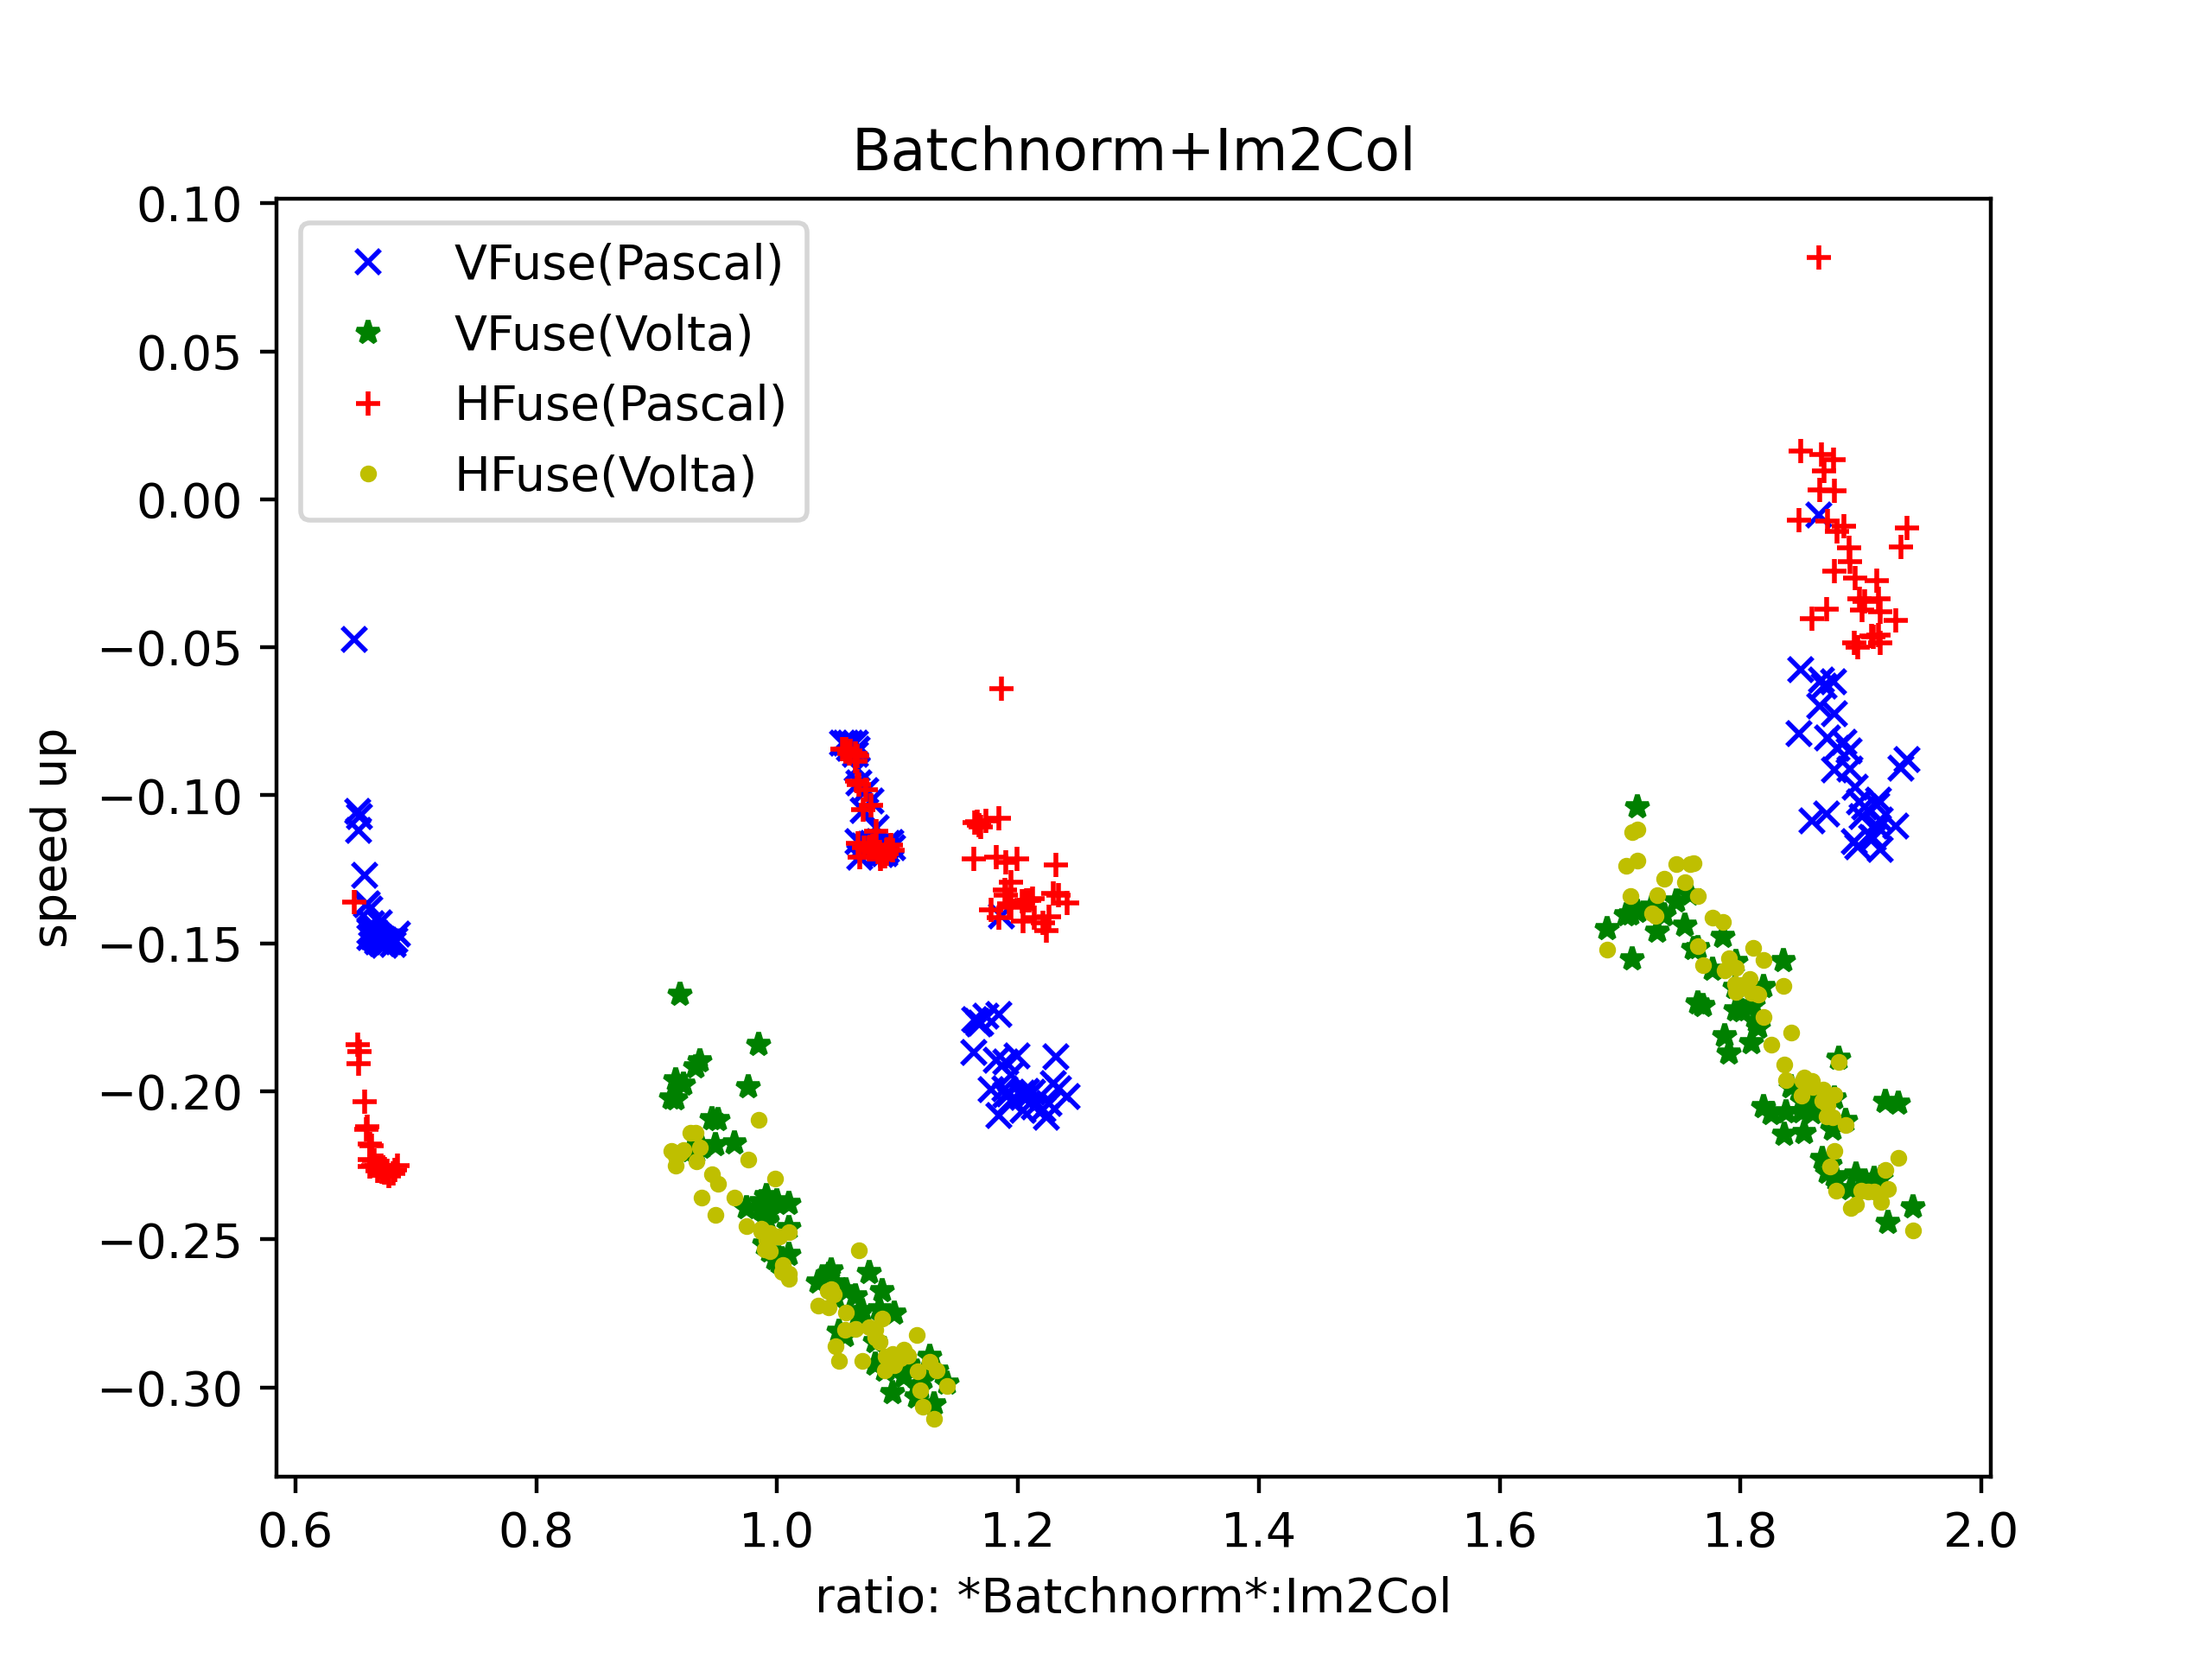 Batchnorm+Im2Col
0.10
0.05
0.00
−0.05
−0.10
−0.15
−0.20
−0.25
−0.30
speed up
VFuse(Pascal)
VFuse(Volta)
HFuse(Pascal)
HFuse(Volta)
0.6 0.8 1.0 1.2 1.4 1.6 1.8 2.0
ratio: *Batchnorm*:Im2Col